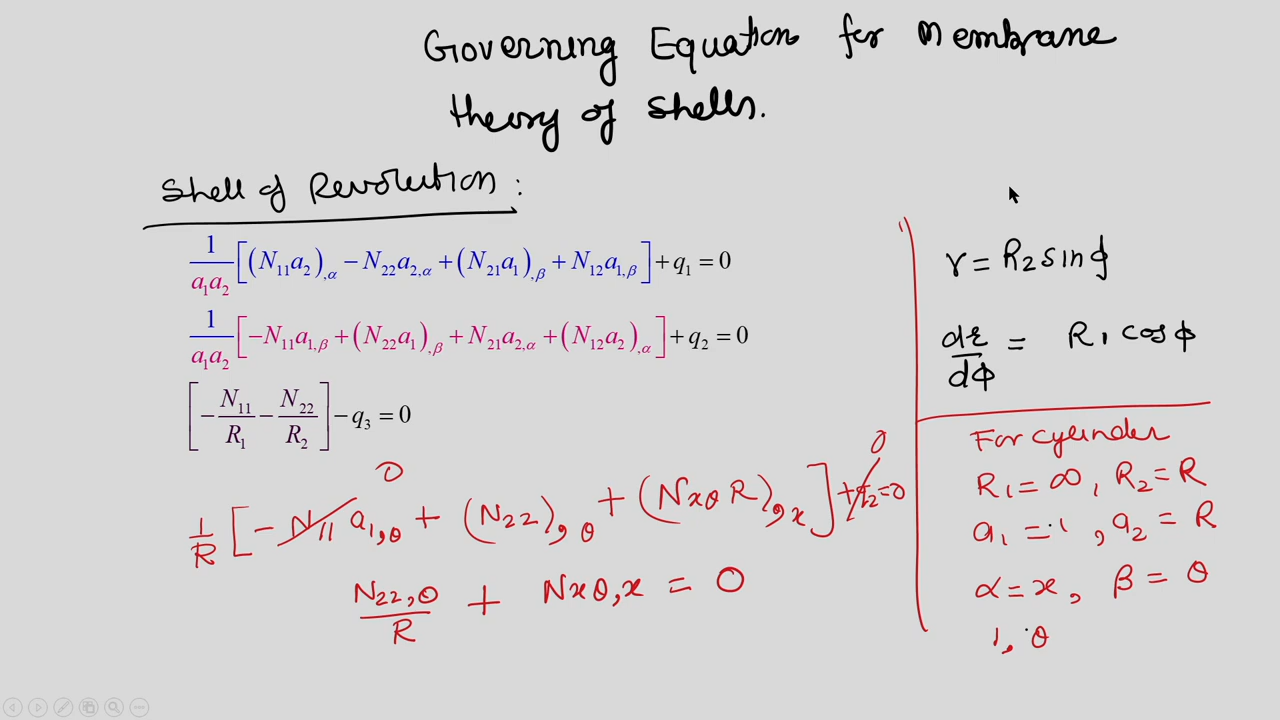 Governing Equation for Membrane
theory of Shells.
Shell of Revolution :
1/(a₁a₂) [(N₁₁a₂),α − N₂₂a₂,α + (N₂₁a₁),β + N₁₂a₁,β] + q₁ = 0
1/(a₁a₂) [−N₁₁a₁,β + (N₂₂a₁),β + N₂₁a₂,α + (N₁₂a₂),α] + q₂ = 0
[−N₁₁/R₁ − N₂₂/R₂] − q₃ = 0
0 0
1/R [− N₁₁ a₁,θ + (N₂₂),θ + (Nxθ R),x] + q₂ = 0
N₂₂,θ/R + Nxθ,x = 0
r = R₂ sin ϕ
dr/dϕ = R₁ cos ϕ
For cylinder
R₁ = ∞, R₂ = R
a₁ = 1, a₂ = R
α = x, β = θ
1, θ